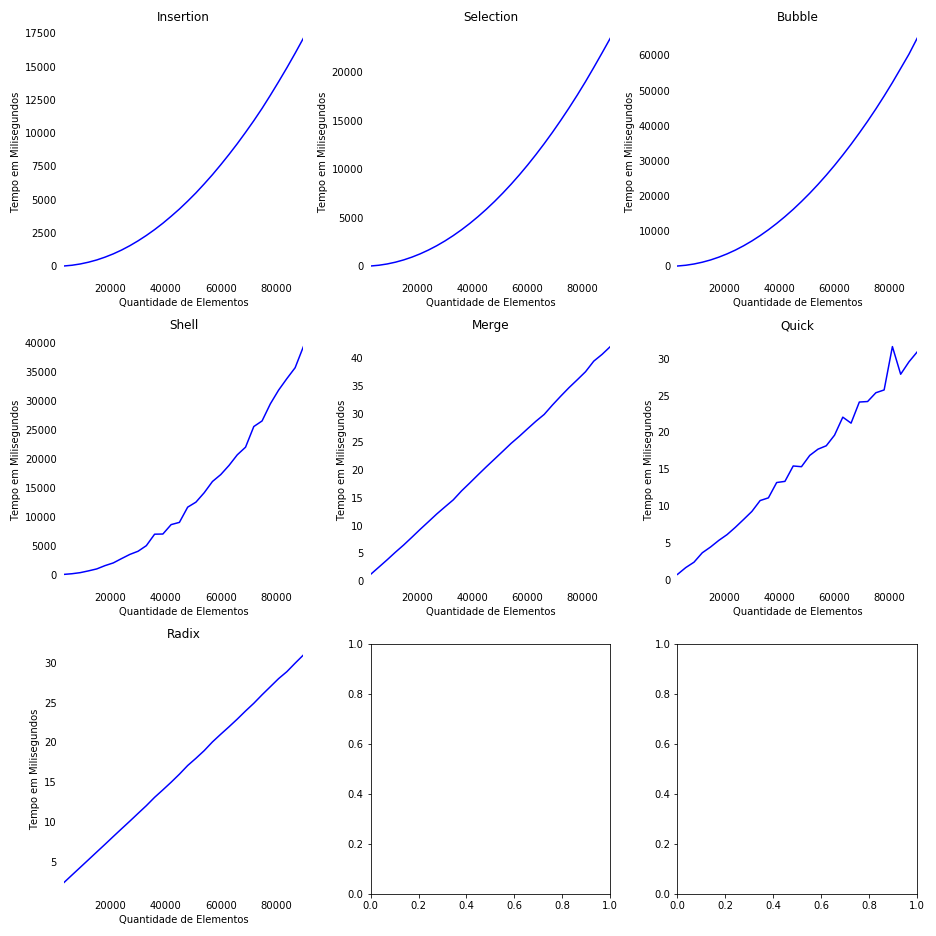 Insertion
17500
15000
12500
10000
7500
5000
2500
0
Tempo em Milisegundos
20000 40000 60000 80000
Quantidade de Elementos
Selection
20000
15000
10000
5000
0
Tempo em Milisegundos
20000 40000 60000 80000
Quantidade de Elementos
Bubble
60000
50000
40000
30000
20000
10000
0
Tempo em Milisegundos
20000 40000 60000 80000
Quantidade de Elementos
Shell
40000
35000
30000
25000
20000
15000
10000
5000
0
Tempo em Milisegundos
20000 40000 60000 80000
Quantidade de Elementos
Merge
40
35
30
25
20
15
10
5
0
Tempo em Milisegundos
20000 40000 60000 80000
Quantidade de Elementos
Quick
30
25
20
15
10
5
0
Tempo em Milisegundos
20000 40000 60000 80000
Quantidade de Elementos
Radix
30
25
20
15
10
5
Tempo em Milisegundos
20000 40000 60000 80000
Quantidade de Elementos
1.0
0.8
0.6
0.4
0.2
0.0
0.0 0.2 0.4 0.6 0.8 1.0
1.0
0.8
0.6
0.4
0.2
0.0
0.0 0.2 0.4 0.6 0.8 1.0